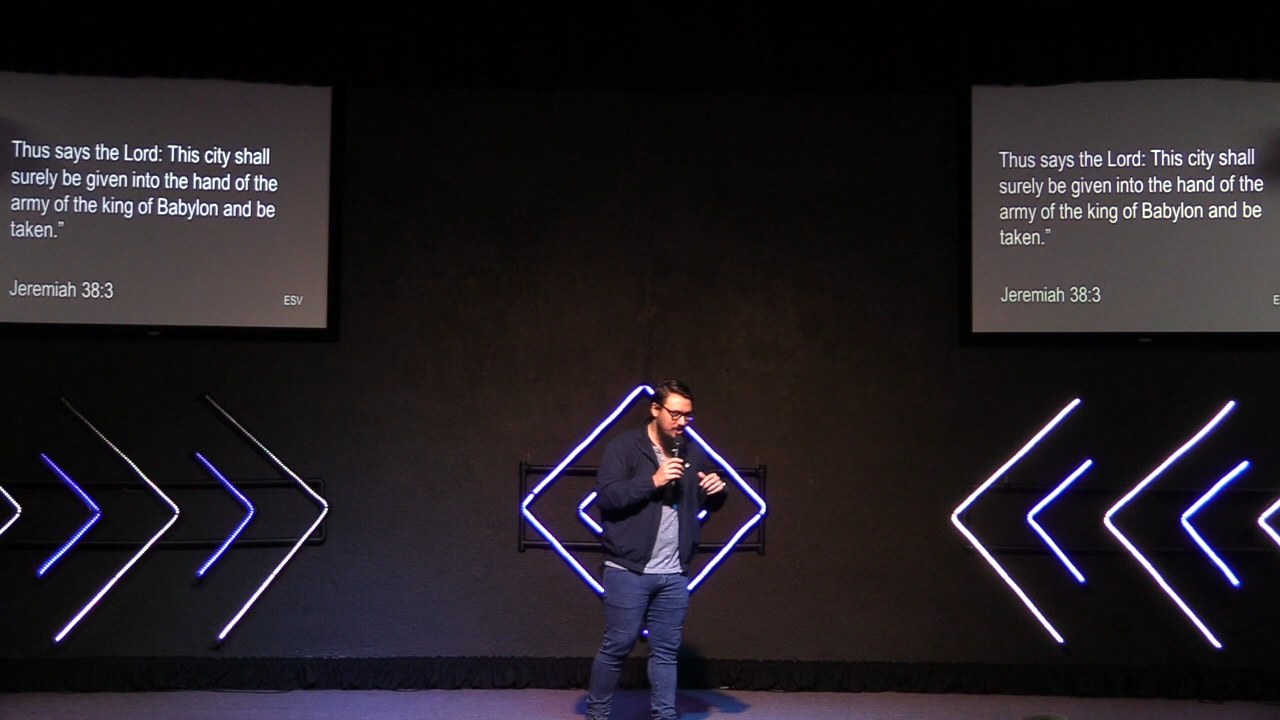 Thus says the Lord: This city shall
surely be given into the hand of the
army of the king of Babylon and be
taken.”
Jeremiah 38:3
ESV
Thus says the Lord: This city shall
surely be given into the hand of the
army of the king of Babylon and be
taken.”
Jeremiah 38:3
E